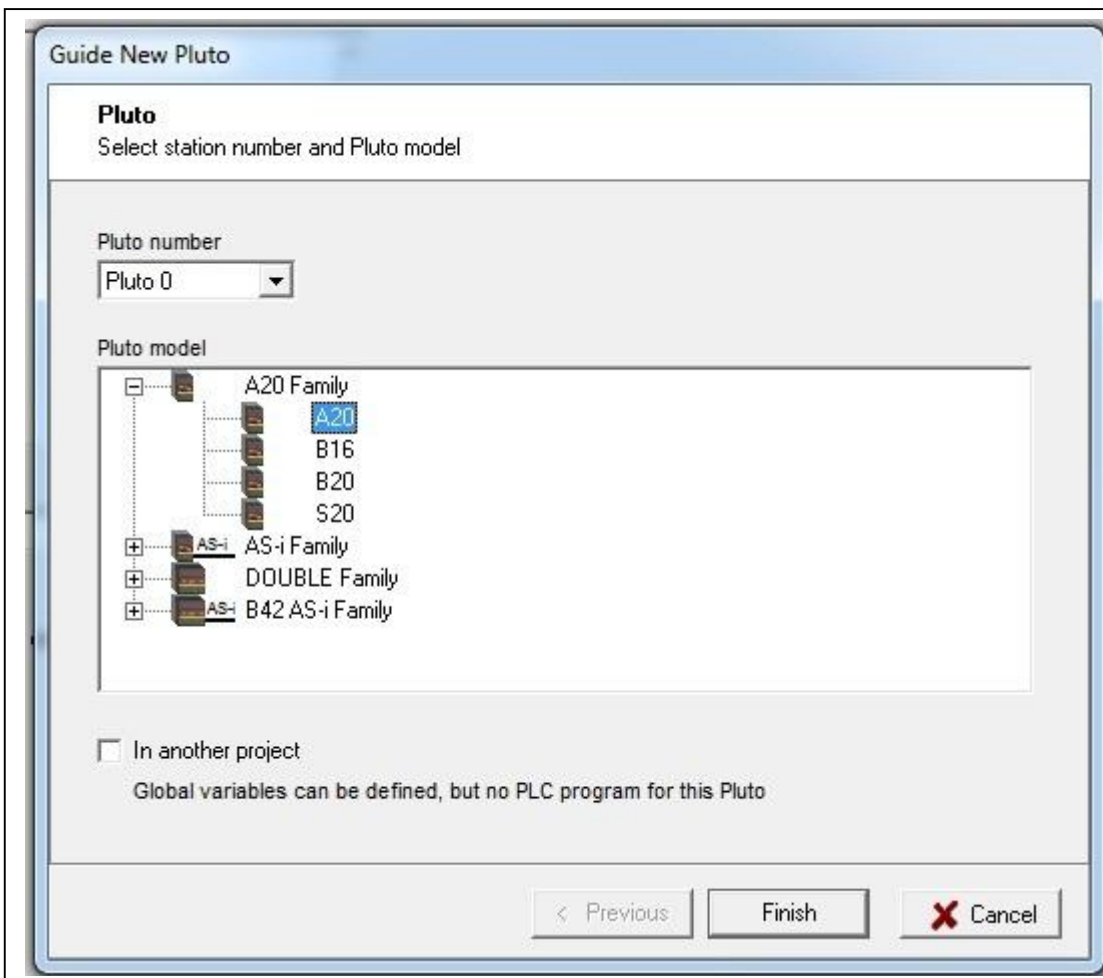 Guide New Pluto
Pluto
Select station number and Pluto model
Pluto number
Pluto 0
Pluto model
A20 Family
A20
B16
B20
S20
AS-i AS-i Family
DOUBLE Family
AS-i B42 AS-i Family
In another project
Global variables can be defined, but no PLC program for this Pluto
< Previous Finish Cancel